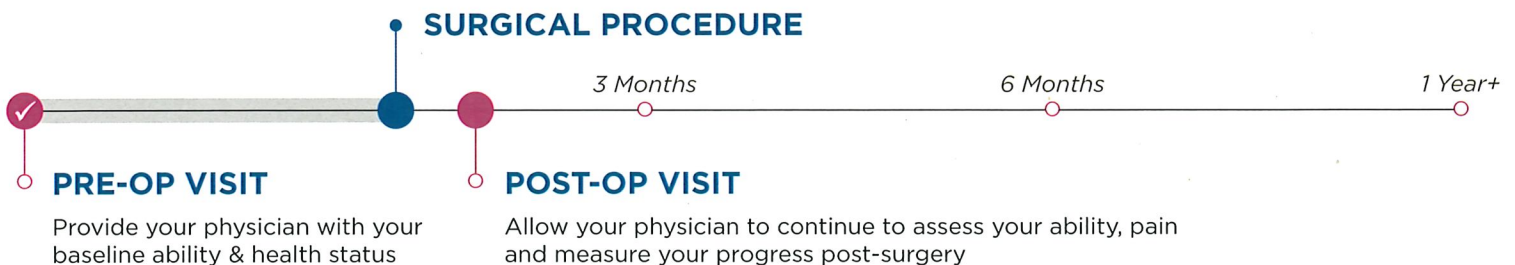 SURGICAL PROCEDURE
3 Months
6 Months
1 Year+
PRE-OP VISIT
Provide your physician with your
baseline ability & health status
POST-OP VISIT
Allow your physician to continue to assess your ability, pain
and measure your progress post-surgery